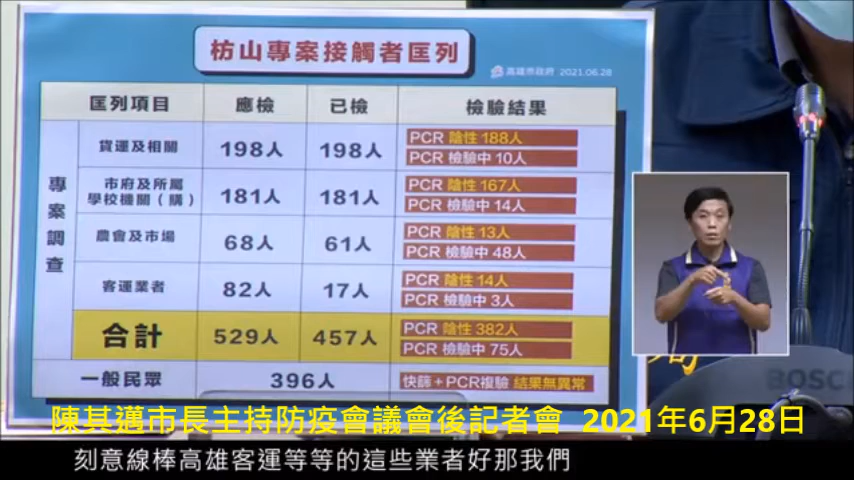 枋山專案接觸者匡列
高雄市政府 2021.06.28
匡列項目 應檢 已檢 檢驗結果
專案調查
貨運及相關 198人 198人 PCR 陰性 188人
PCR 檢驗中 10人
市府及所屬
學校機關（購） 181人 181人 PCR 陰性 167人
PCR 檢驗中 14人
農會及市場 68人 61人 PCR 陰性 13人
PCR 檢驗中 48人
客運業者 82人 17人 PCR 陰性 14人
PCR 檢驗中 3人
合計 529人 457人 PCR 陰性 382人
PCR 檢驗中 75人
一般民眾 396人 快篩＋PCR複驗 結果無異常
陳其邁市長主持防疫會議會後記者會 2021年6月28日
刻意線棒高雄客運等等的這些業者好那我們